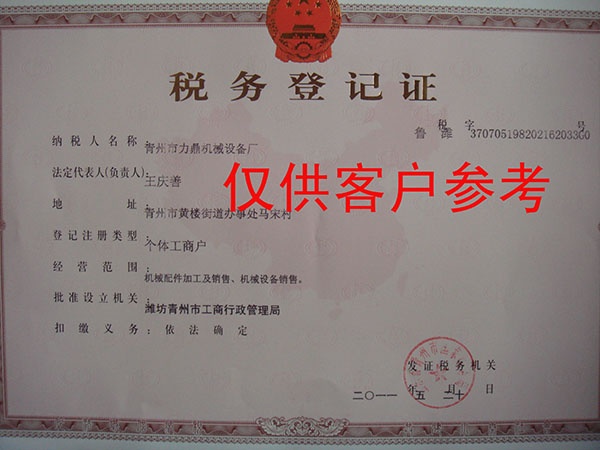 税务登记证
鲁 税 潍 字 37070519820216203300 号
纳税人名称：青州市力鼎机械设备厂
法定代表人(负责人)：王庆善
仅供客户参考
地 址：青州市黄楼街道办事处马宋村
登记注册类型：个体工商户
经营范围：机械配件加工及销售、机械设备销售。
批准设立机关：潍坊青州市工商行政管理局
扣缴义务：依法确定
发证税务机关
二〇一一 年 五 月 二十 日